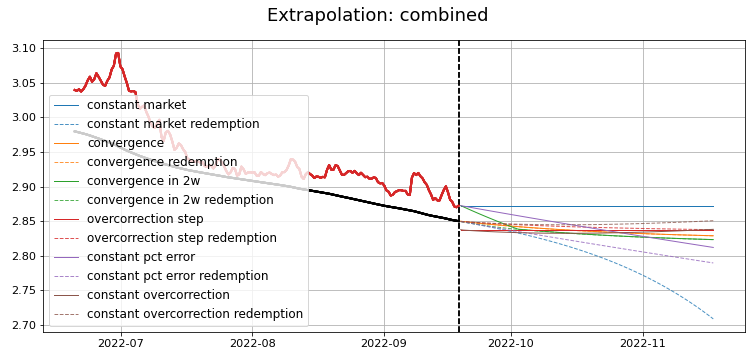 Extrapolation: combined
3.10
3.05
3.00
2.95
2.90
2.85
2.80
2.75
2.70
constant market
constant market redemption
convergence
convergence redemption
convergence in 2w
convergence in 2w redemption
overcorrection step
overcorrection step redemption
constant pct error
constant pct error redemption
constant overcorrection
constant overcorrection redemption
2022-07 2022-08 2022-09 2022-10 2022-11